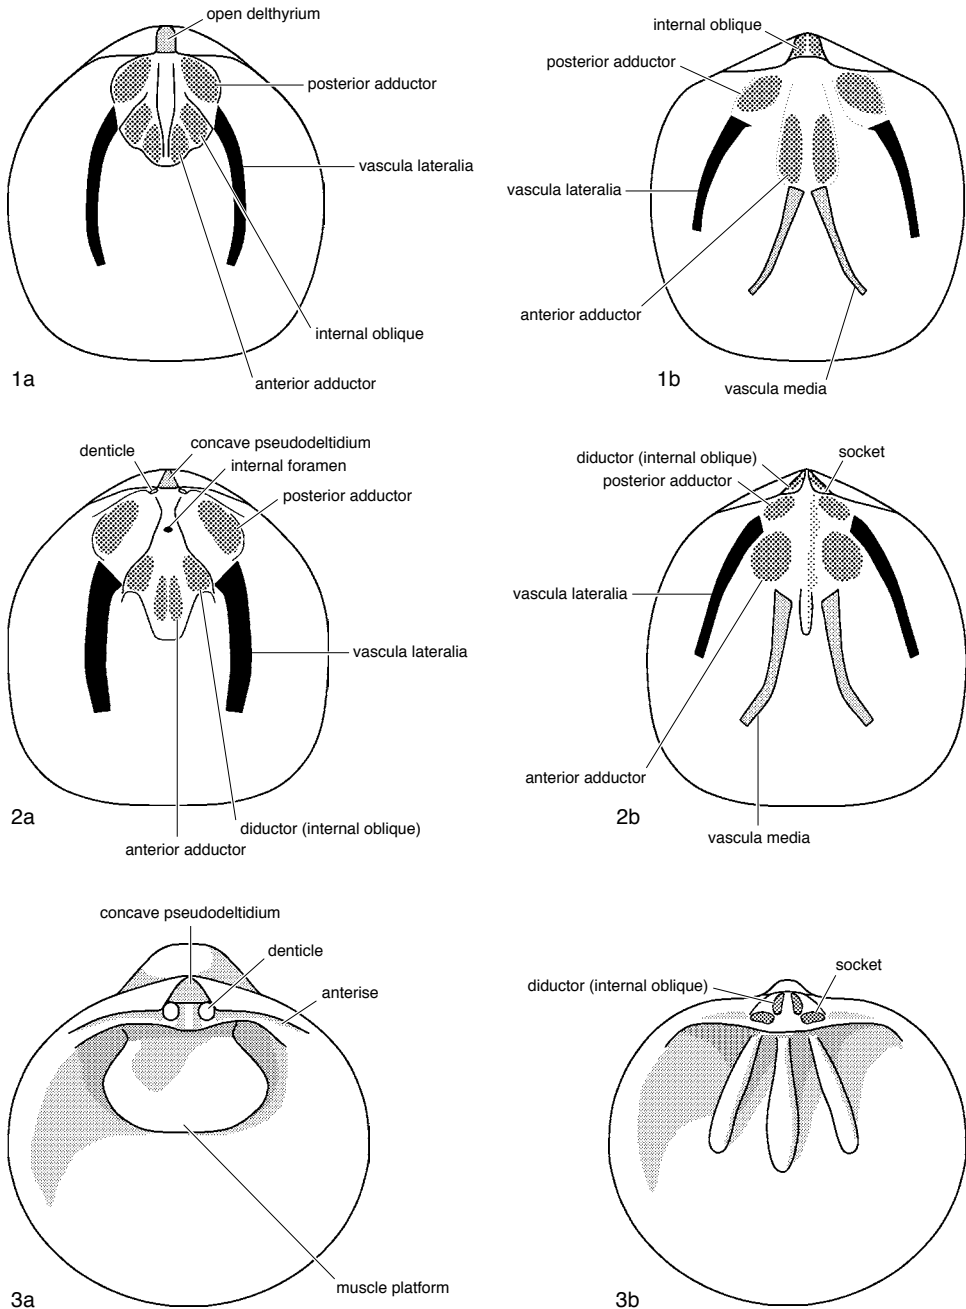 open delthyrium
posterior adductor
vascula lateralia
internal oblique
anterior adductor
1a
internal oblique
posterior adductor
vascula lateralia
anterior adductor
vascula media
1b
denticle
concave pseudodeltidium
internal foramen
posterior adductor
vascula lateralia
diductor (internal oblique)
anterior adductor
2a
diductor (internal oblique)
socket
posterior adductor
vascula lateralia
anterior adductor
vascula media
2b
concave pseudodeltidium
denticle
anterise
muscle platform
3a
socket
diductor (internal oblique)
3b